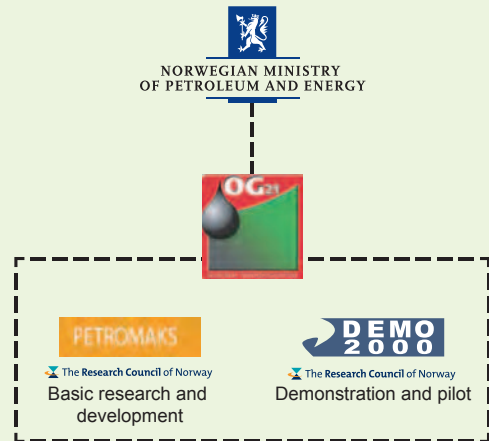 NORWEGIAN MINISTRY
OF PETROLEUM AND ENERGY
OG21
PETROMAKS
The Research Council of Norway
Basic research and
development
DEMO
2000
The Research Council of Norway
Demonstration and pilot